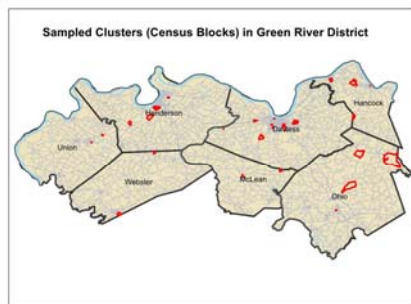 Sampled Clusters (Census Blocks) in Green River District
Hancock
Henderson
Daviess
Union
Webster
McLean
Ohio